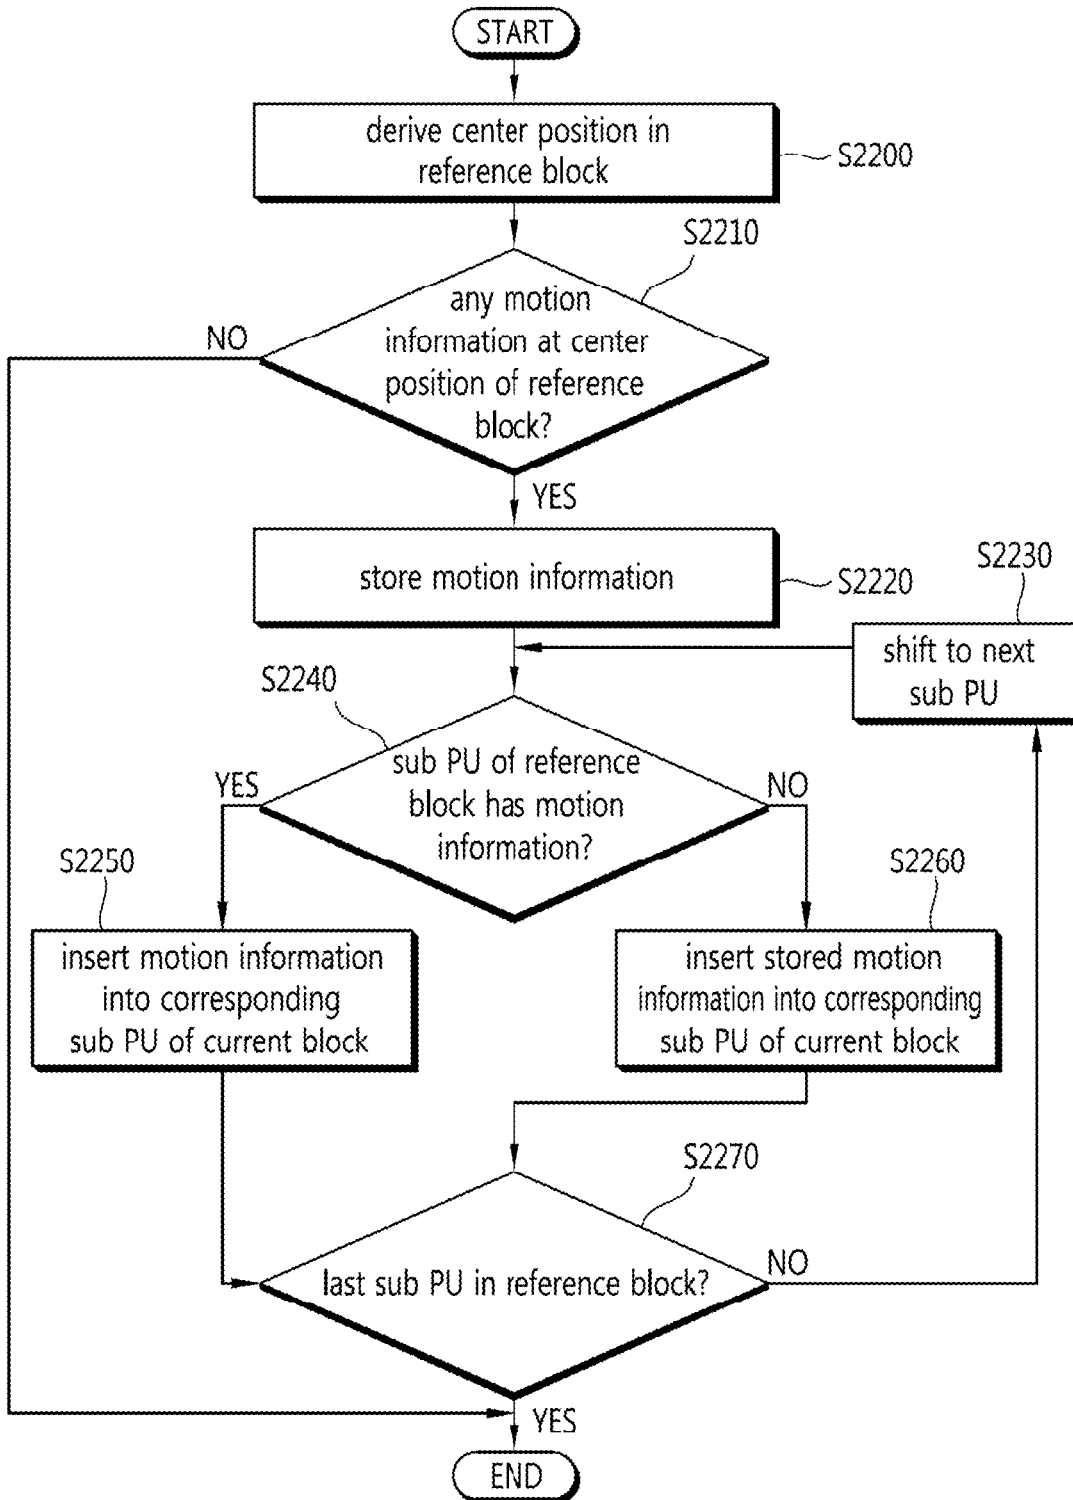 START
derive center position in
reference block
S2200
S2210
any motion
information at center
position of reference
block?
NO
YES
store motion information
S2220
S2230
shift to next
sub PU
S2240
sub PU of reference
block has motion
information?
YES
NO
S2250
insert motion information
into corresponding
sub PU of current block
S2260
insert stored motion
information into corresponding
sub PU of current block
S2270
last sub PU in reference block?
NO
YES
END